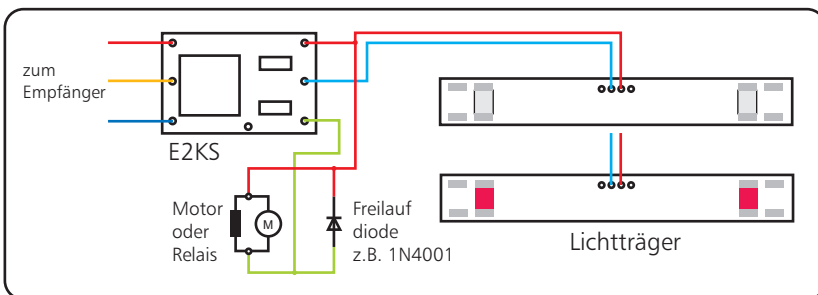 zum
Empfänger
E2KS
Motor
oder
Relais
M
Freilauf
diode
z.B. 1N4001
Lichtträger